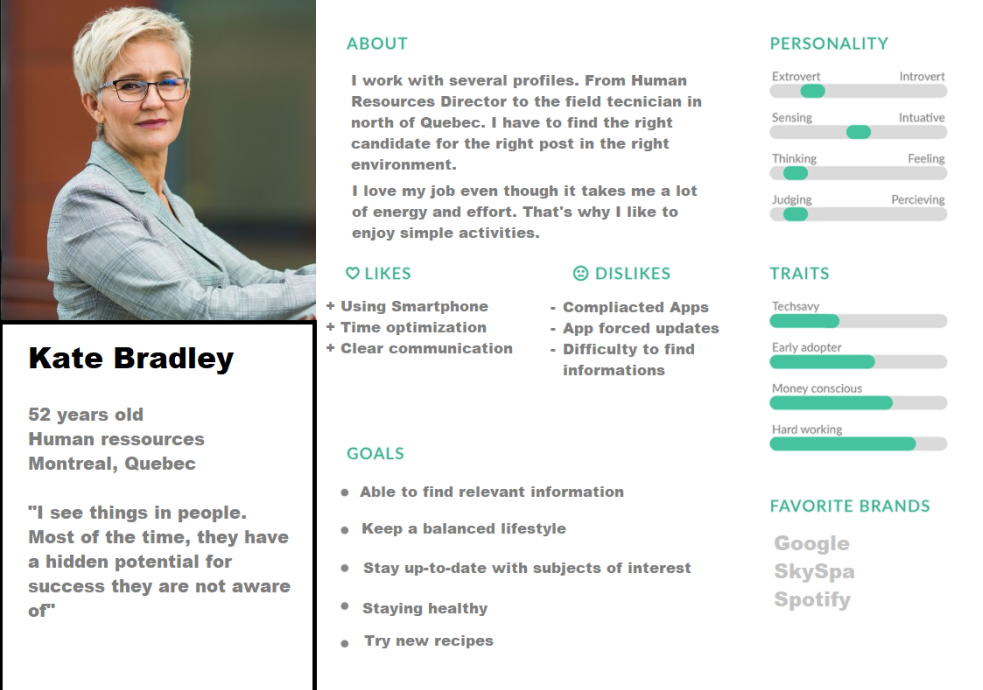 ABOUT
I work with several profiles. From Human
Resources Director to the field tecnician in
north of Quebec. I have to find the right
candidate for the right post in the right
environment.
I love my job even though it takes me a lot
of energy and effort. That's why I like to
enjoy simple activities.
LIKES
+ Using Smartphone
+ Time optimization
+ Clear communication
DISLIKES
- Compliacted Apps
- App forced updates
- Difficulty to find
informations
Kate Bradley
52 years old
Human ressources
Montreal, Quebec
"I see things in people.
Most of the time, they have
a hidden potential for
success they are not aware
of"
GOALS
• Able to find relevant information
• Keep a balanced lifestyle
• Stay up-to-date with subjects of interest
• Staying healthy
• Try new recipes
PERSONALITY
Extrovert Introvert
Sensing Intuative
Thinking Feeling
Judging Percieving
TRAITS
Techsavy
Early adopter
Money conscious
Hard working
FAVORITE BRANDS
Google
SkySpa
Spotify